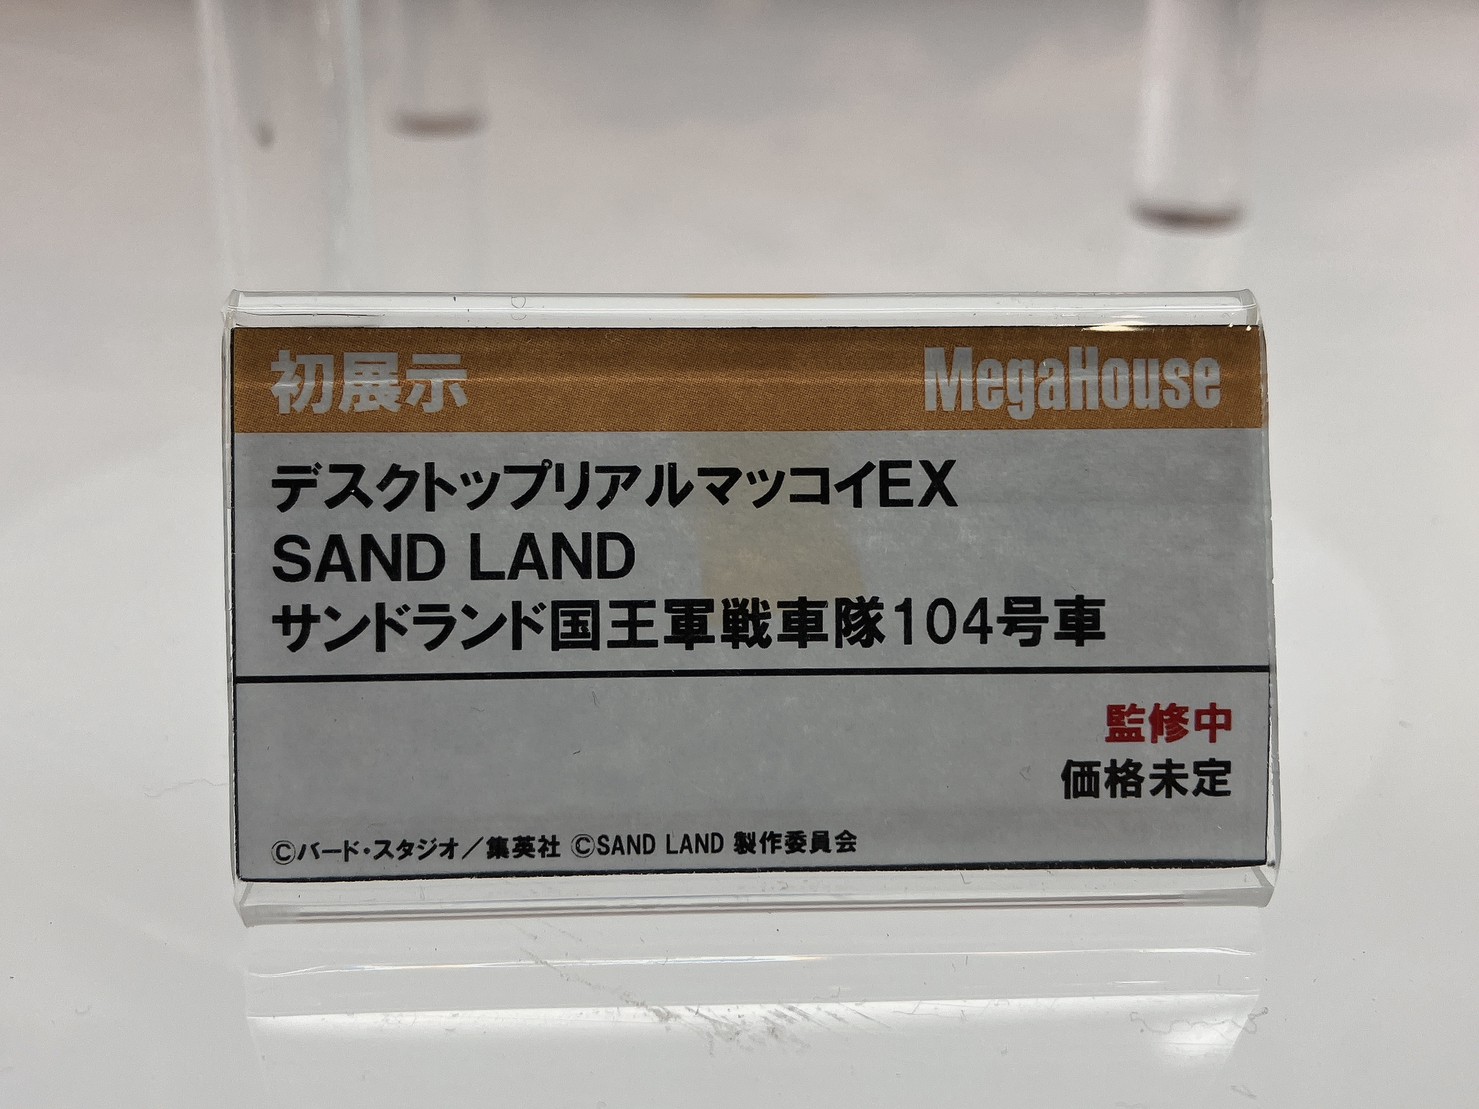 初展示 MegaHouse
デスクトップリアルマッコイEX
SAND LAND
サンドランド国王軍戦車隊104号車
監修中
価格未定
©バード・スタジオ／集英社 ©SAND LAND 製作委員会